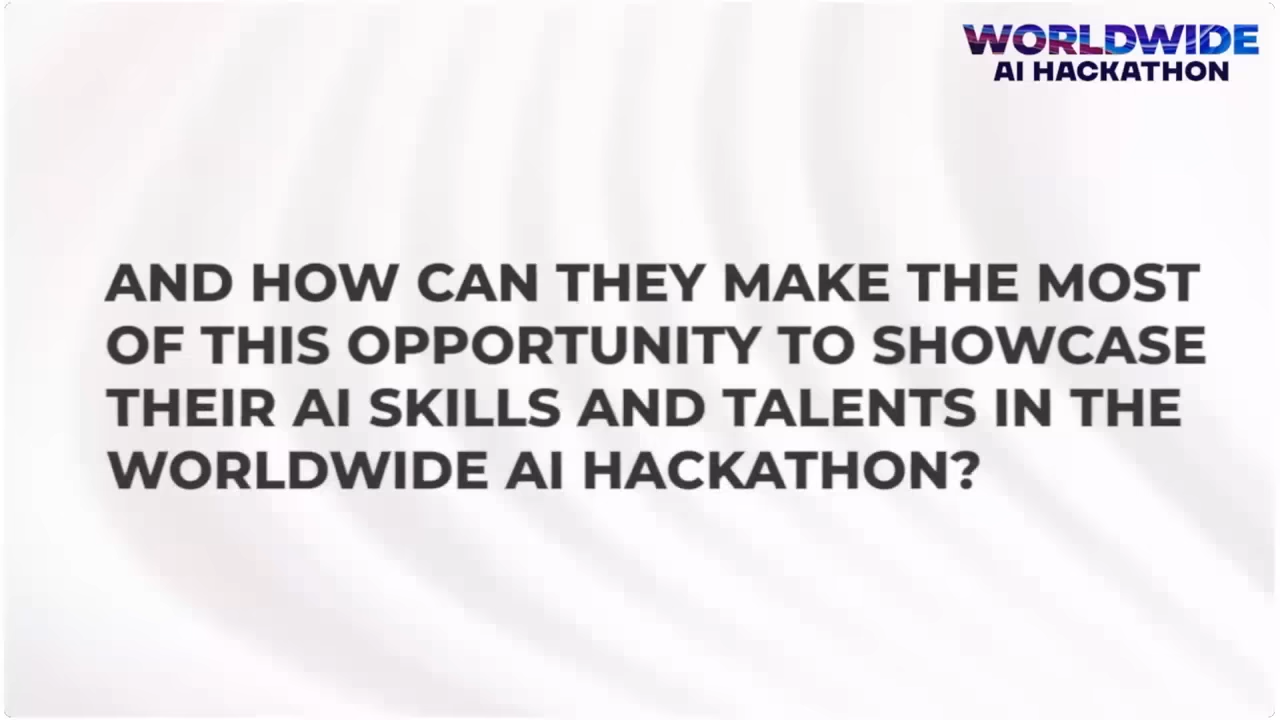 WORLDWIDE
AI HACKATHON
AND HOW CAN THEY MAKE THE MOST
OF THIS OPPORTUNITY TO SHOWCASE
THEIR AI SKILLS AND TALENTS IN THE
WORLDWIDE AI HACKATHON?